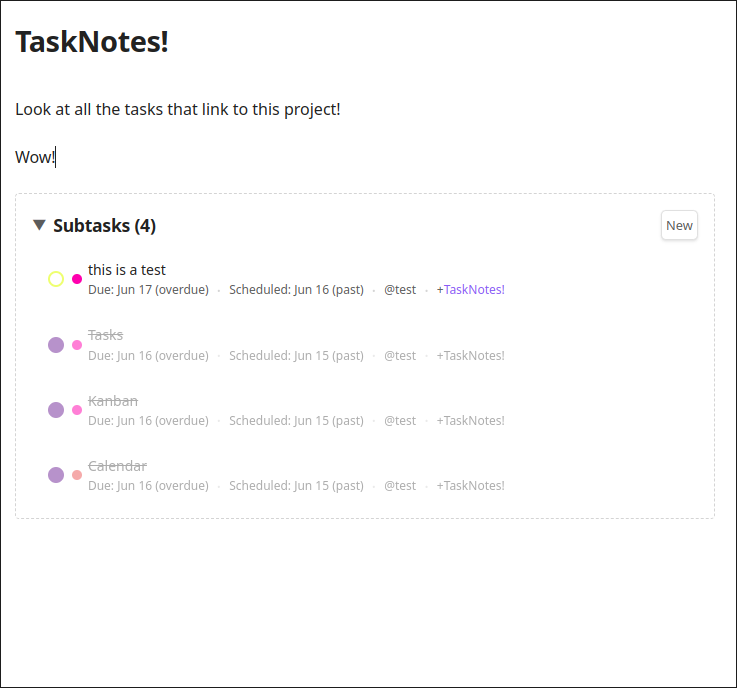 TaskNotes!
Look at all the tasks that link to this project!
Wow!
▼ Subtasks (4) New
this is a test
Due: Jun 17 (overdue) · Scheduled: Jun 16 (past) · @test · +TaskNotes!
Tasks
Due: Jun 16 (overdue) · Scheduled: Jun 15 (past) · @test · +TaskNotes!
Kanban
Due: Jun 16 (overdue) · Scheduled: Jun 15 (past) · @test · +TaskNotes!
Calendar
Due: Jun 16 (overdue) · Scheduled: Jun 15 (past) · @test · +TaskNotes!